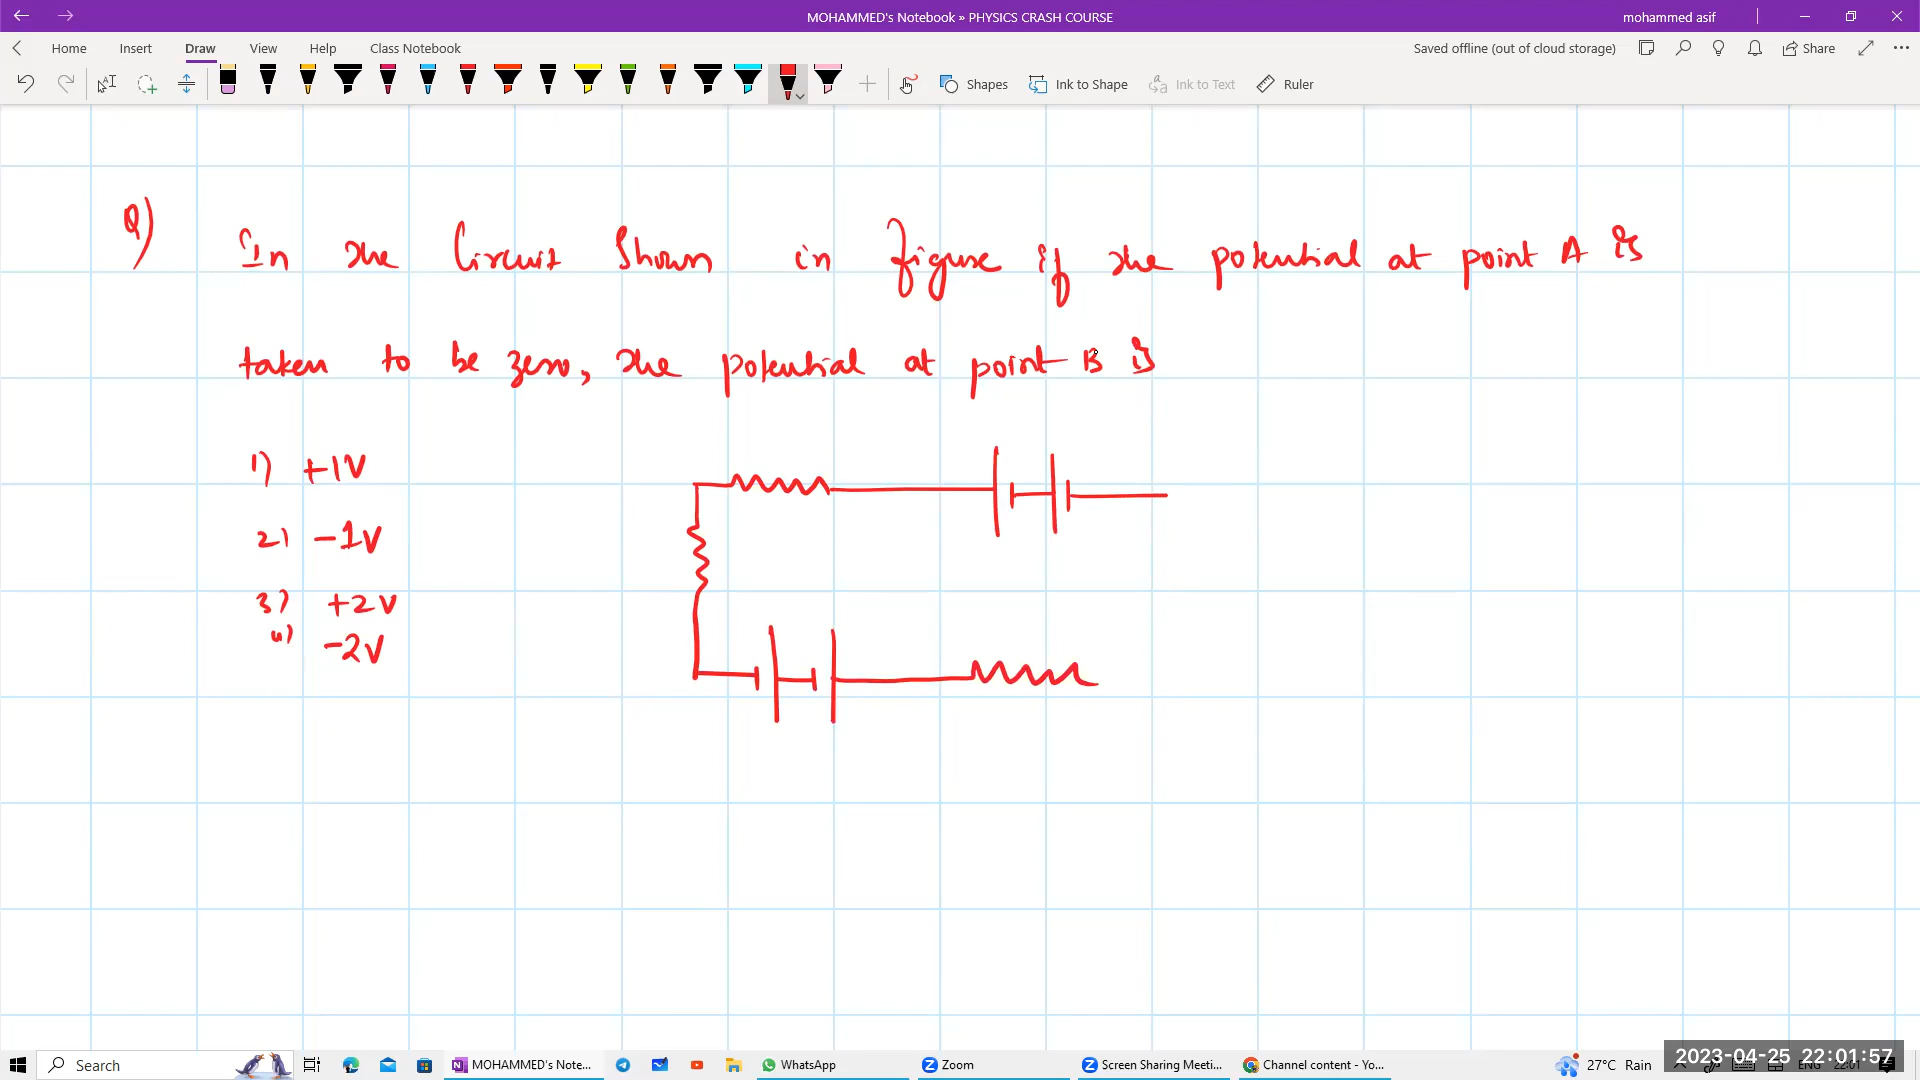 MOHAMMED's Notebook » PHYSICS CRASH COURSE
mohammed asif
Home Insert Draw View Help Class Notebook
Saved offline (out of cloud storage)
Share
Shapes
Ink to Shape
Ink to Text
Ruler
Q) In the Circuit Shown in figure if the potential at point A is
taken to be zero, the potential at point B is
1) +1V
2) -1V
3) +2V
4) -2V
Search
MOHAMMED's Note...
WhatsApp
Zoom
Screen Sharing Meeti...
Channel content - Yo...
27°C Rain
2023-04-25 22:01:57